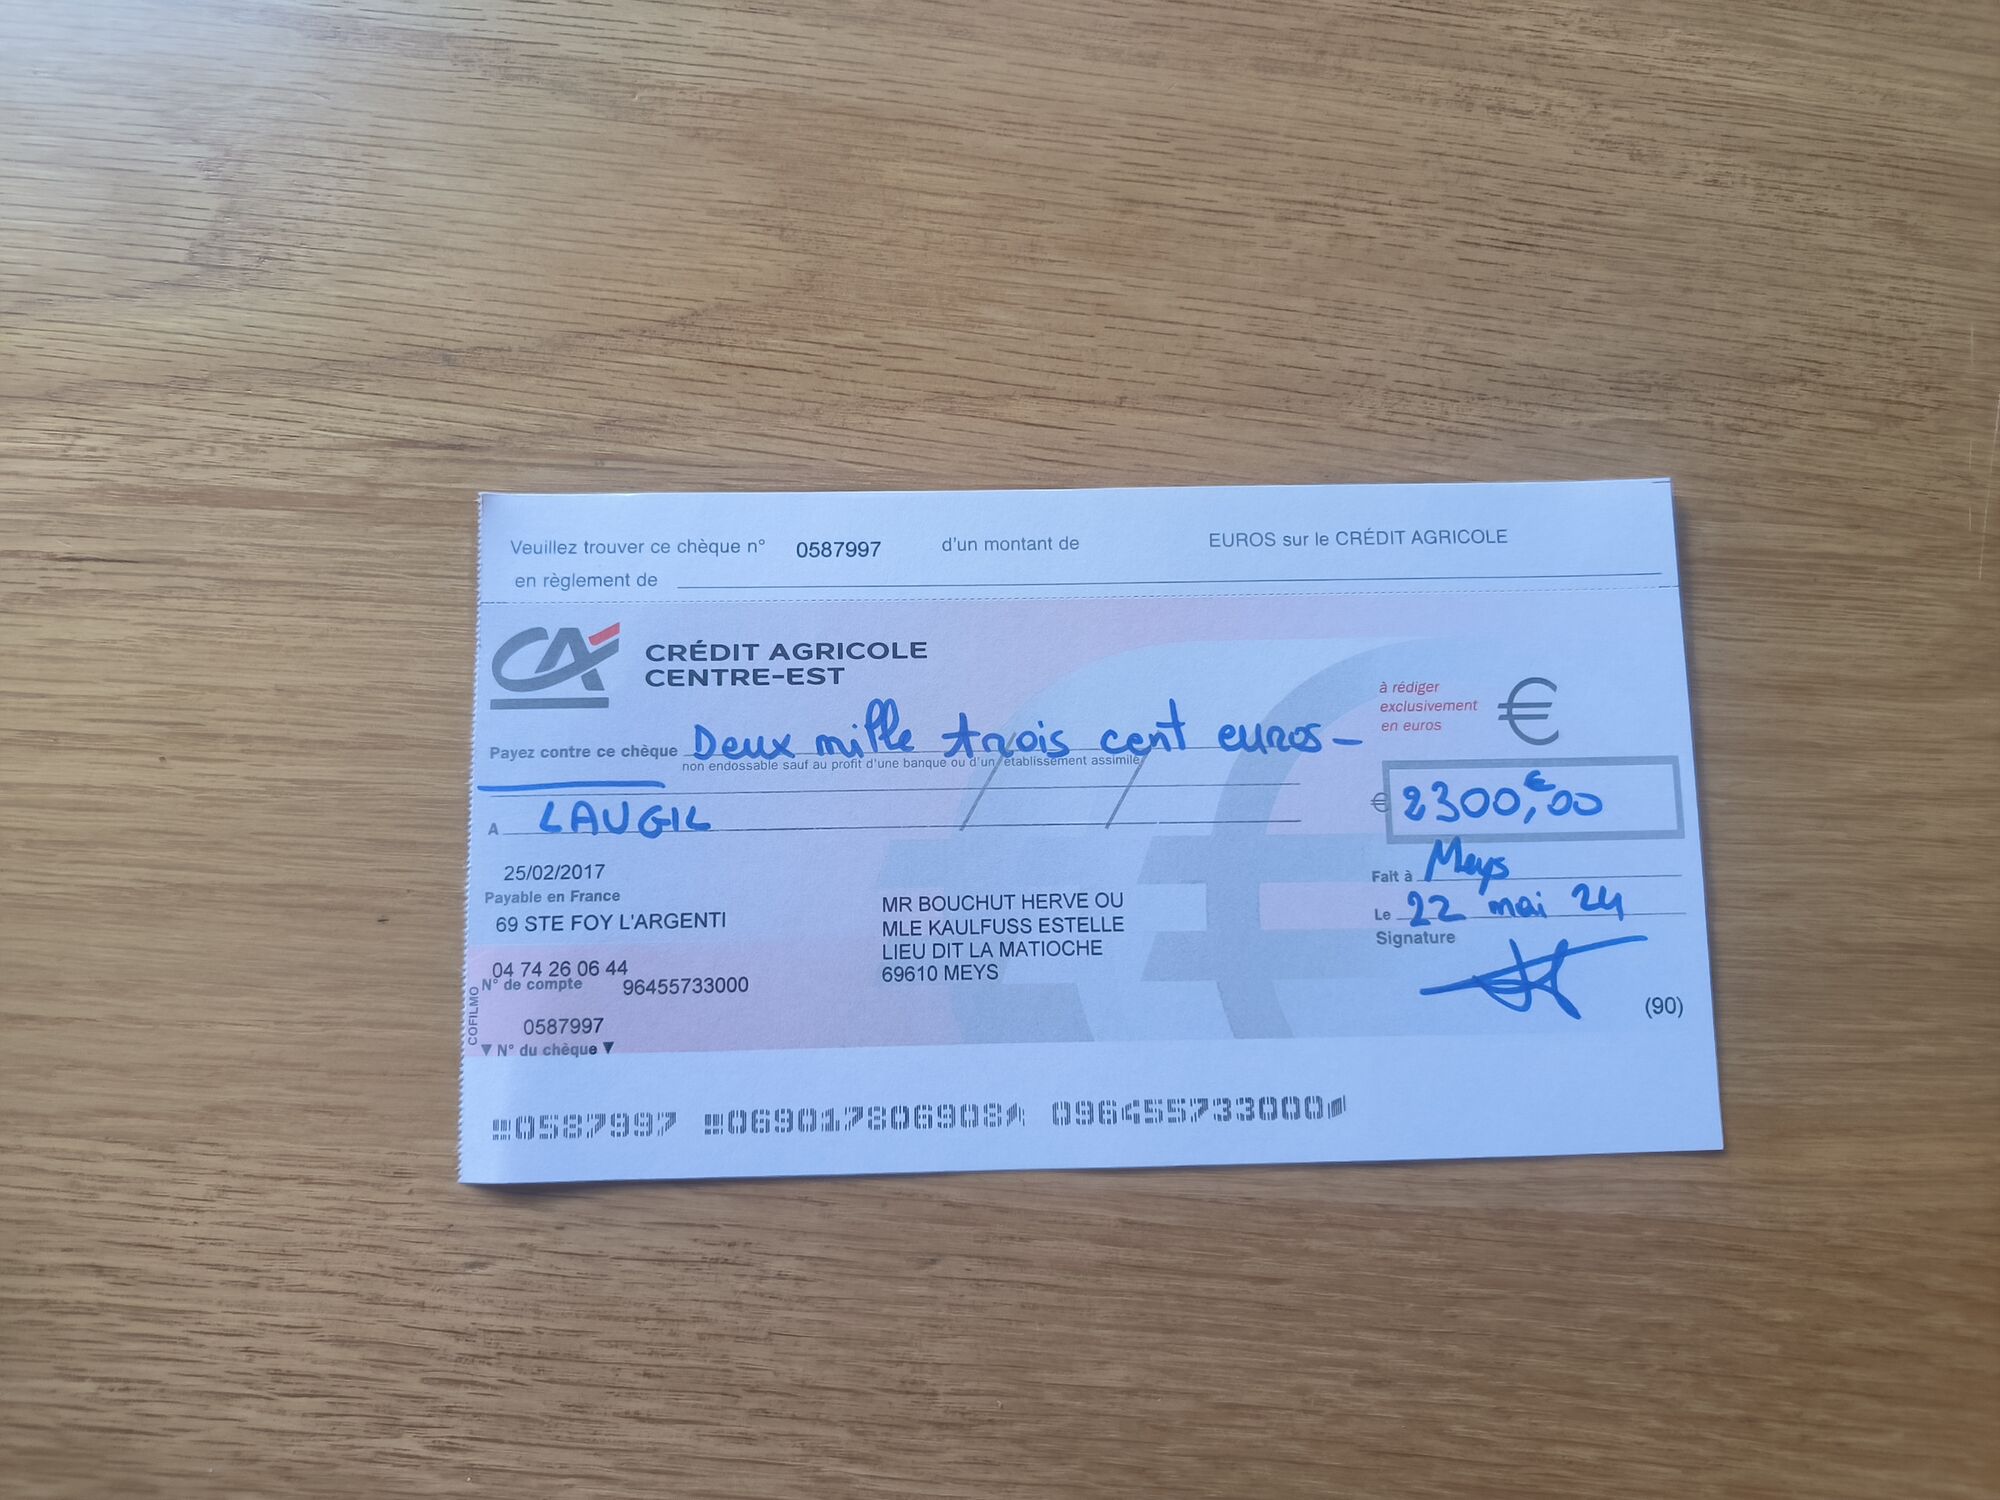 Veuillez trouver ce chèque n° 0587997 d'un montant de EUROS sur le CRÉDIT AGRICOLE
en règlement de
CA
CRÉDIT AGRICOLE
CENTRE-EST
à rédiger
exclusivement
en euros
€
Payez contre ce chèque Deux mille trois cent euros
non endossable sauf au profit d'une banque ou d'un établissement assimilé
€ 2300,€00
A LAUGIL
25/02/2017
Payable en France
69 STE FOY L'ARGENTI
04 74 26 06 44
N° de compte 96455733000
0587997
N° du chèque
COFILMO
MR BOUCHUT HERVE OU
MLE KAULFUSS ESTELLE
LIEU DIT LA MATIOCHE
69610 MEYS
Fait à Meys
Le 22 mai 24
Signature
(90)
0587997 069017806908 096455733000